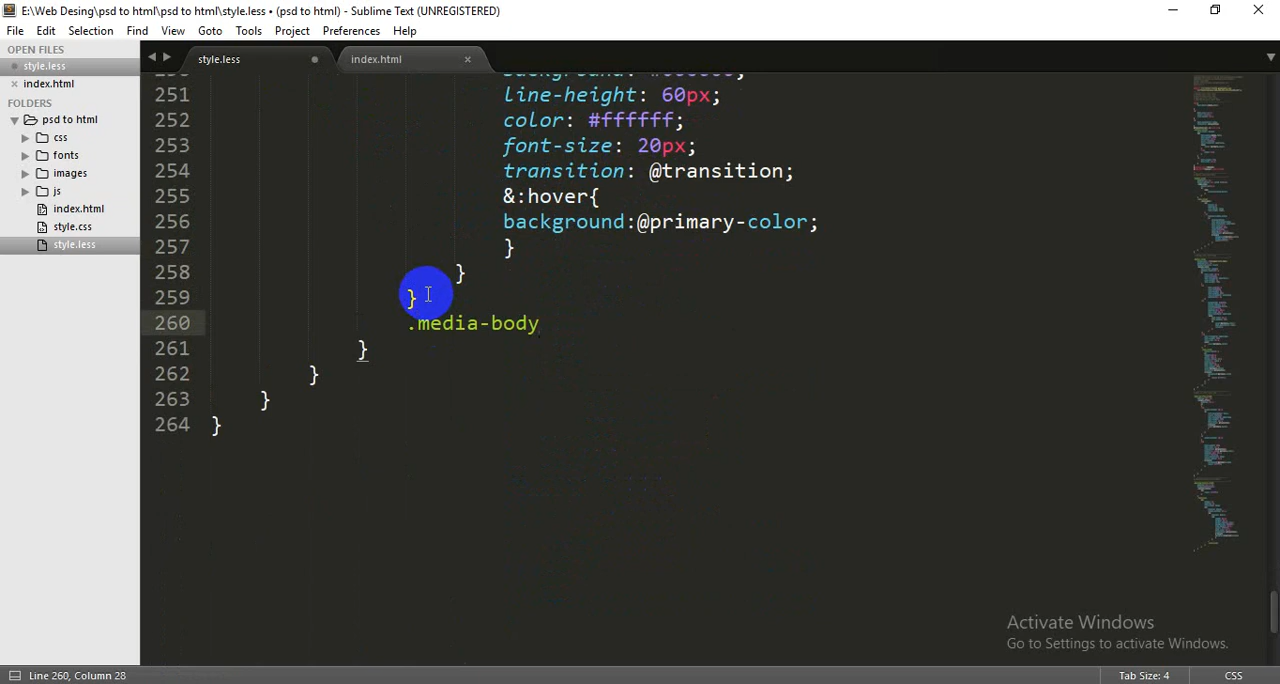 E:\Web Desing\psd to html\psd to html\style.less • (psd to html) - Sublime Text (UNREGISTERED)
File Edit Selection Find View Goto Tools Project Preferences Help
OPEN FILES
style.less
index.html
FOLDERS
psd to html
css
fonts
images
js
index.html
style.css
style.less
style.less
index.html
251 line-height: 60px;
252 color: #ffffff;
253 font-size: 20px;
254 transition: @transition;
255 &:hover{
256 background:@primary-color;
257 }
258 }
259 }
260 .media-body
261 }
262 }
263 }
264 }
Activate Windows
Go to Settings to activate Windows.
Line 260, Column 28
Tab Size: 4
CSS